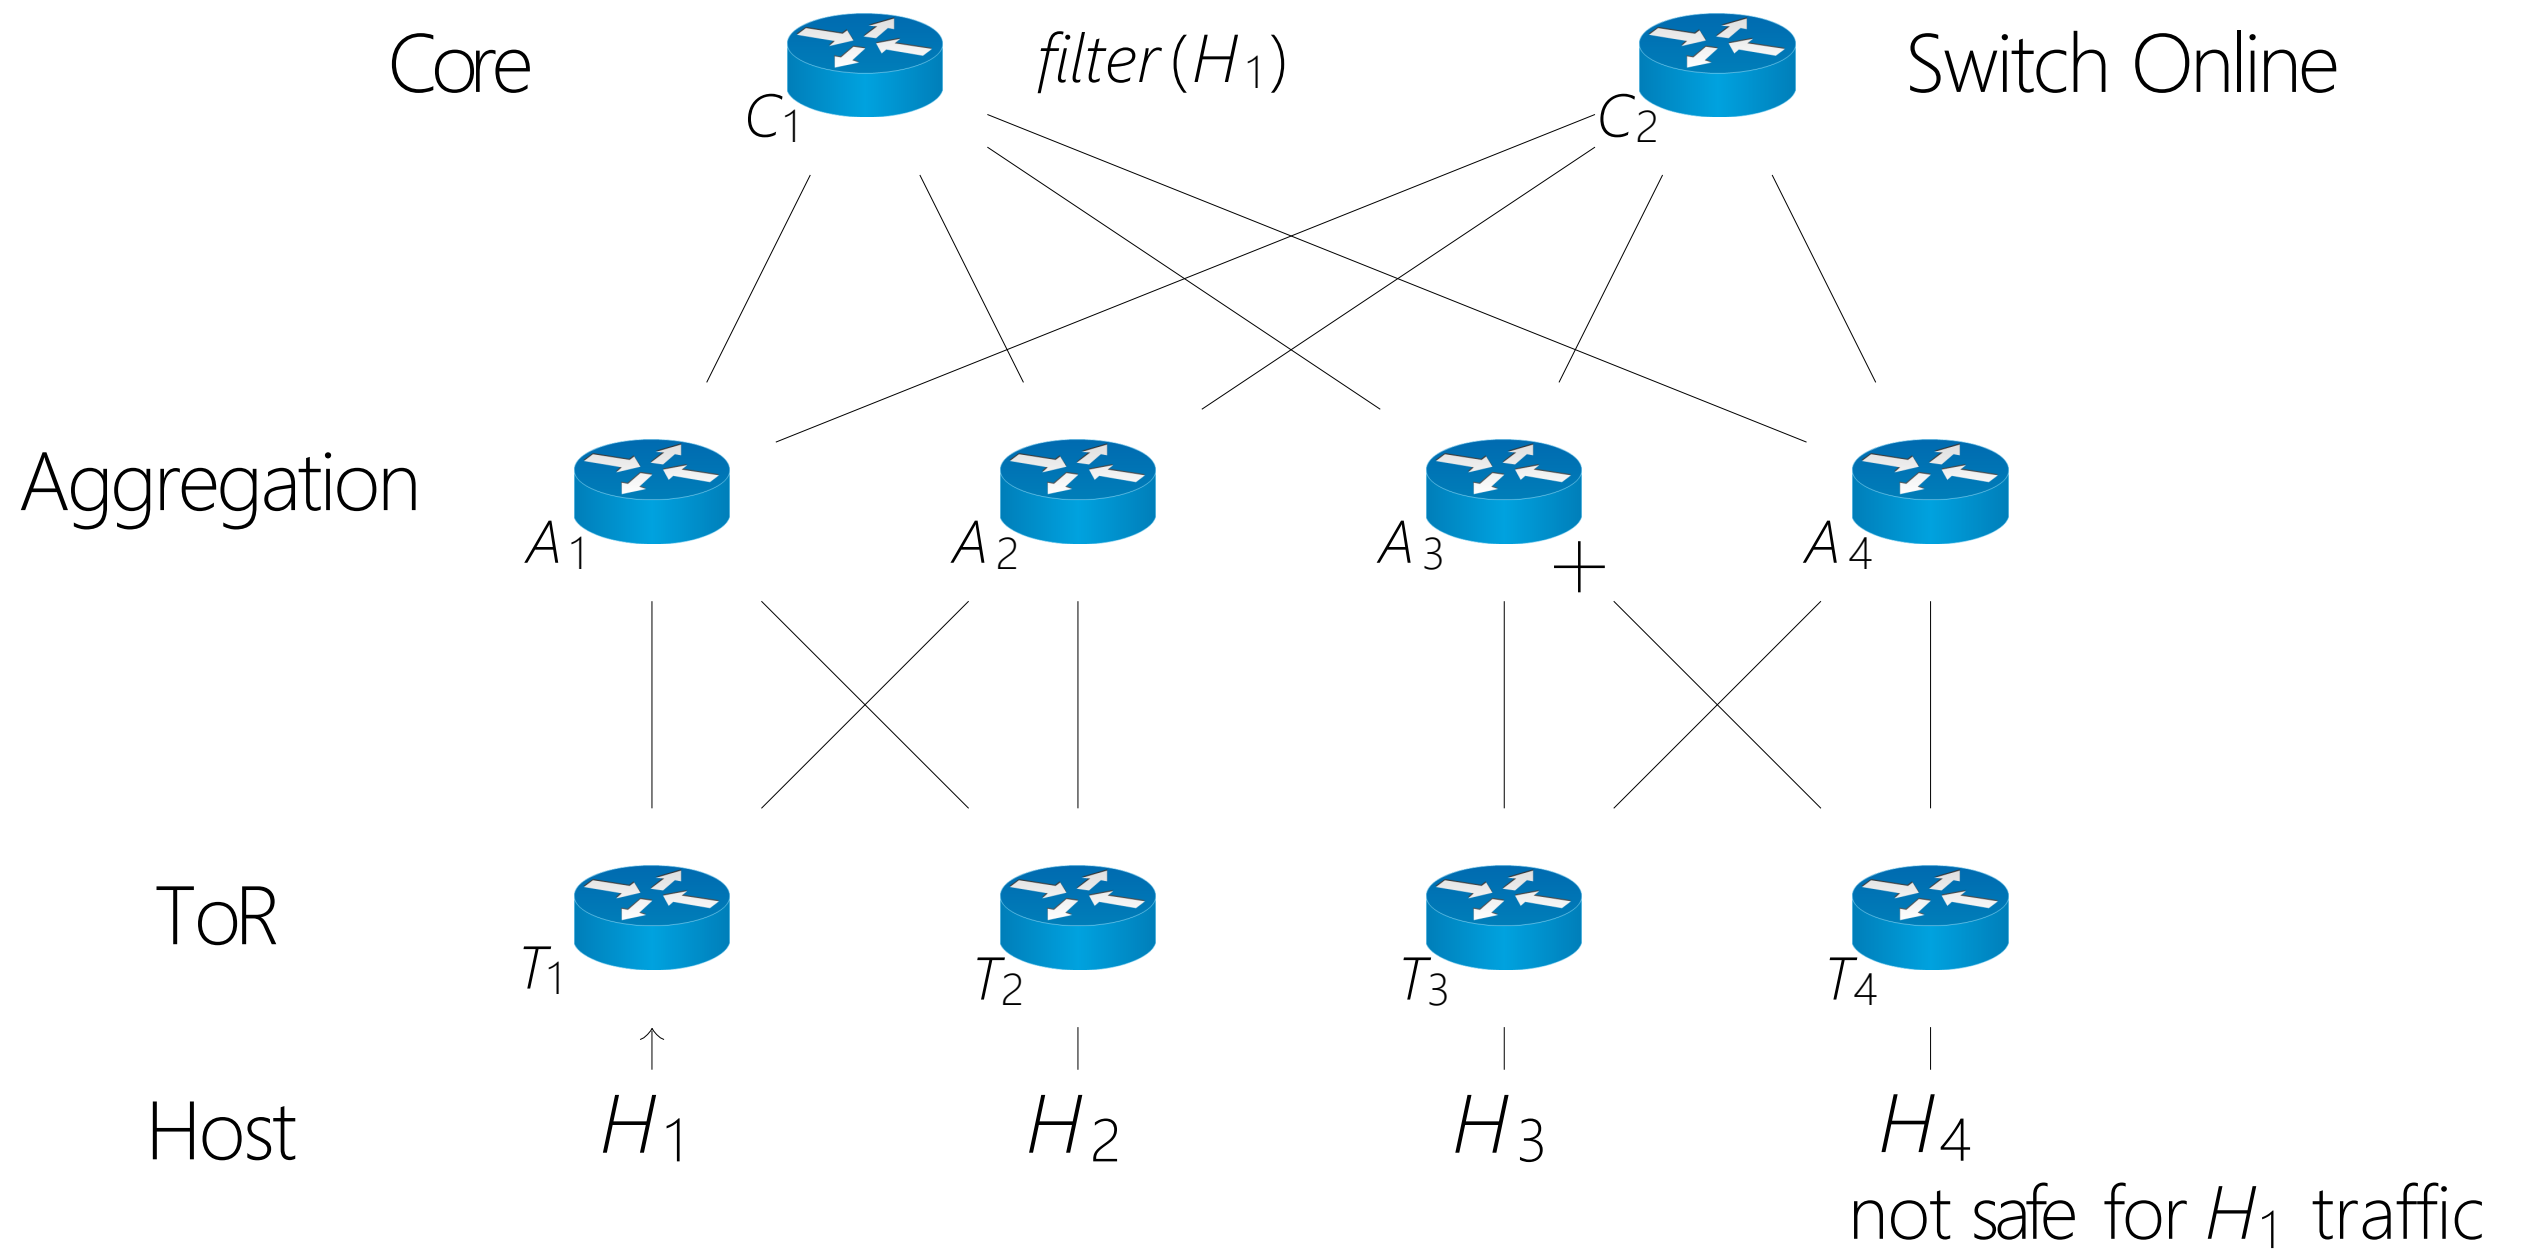 Core filter(H1) Switch Online
C1 C2
Aggregation
A1 A2 A3 + A4
ToR
T1 T2 T3 T4
Host H1 H2 H3 H4
not safe for H1 traffic